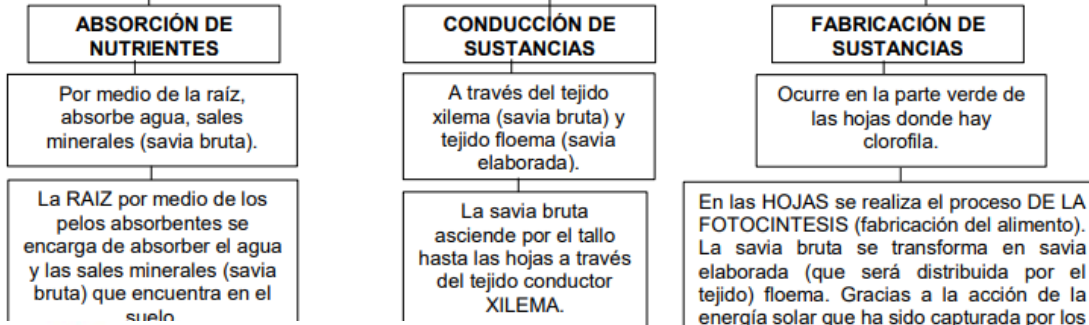 ABSORCIÓN DE
NUTRIENTES
Por medio de la raíz,
absorbe agua, sales
minerales (savia bruta).
La RAIZ por medio de los
pelos absorbentes se
encarga de absorber el agua
y las sales minerales (savia
bruta) que encuentra en el
suelo
CONDUCCIÓN DE
SUSTANCIAS
A través del tejido
xilema (savia bruta) y
tejido floema (savia
elaborada).
La savia bruta
asciende por el tallo
hasta las hojas a través
del tejido conductor
XILEMA.
FABRICACIÓN DE
SUSTANCIAS
Ocurre en la parte verde de
las hojas donde hay
clorofila.
En las HOJAS se realiza el proceso DE LA
FOTOCINTESIS (fabricación del alimento).
La savia bruta se transforma en savia
elaborada (que será distribuida por el
tejido) floema. Gracias a la acción de la
energía solar que ha sido capturada por los